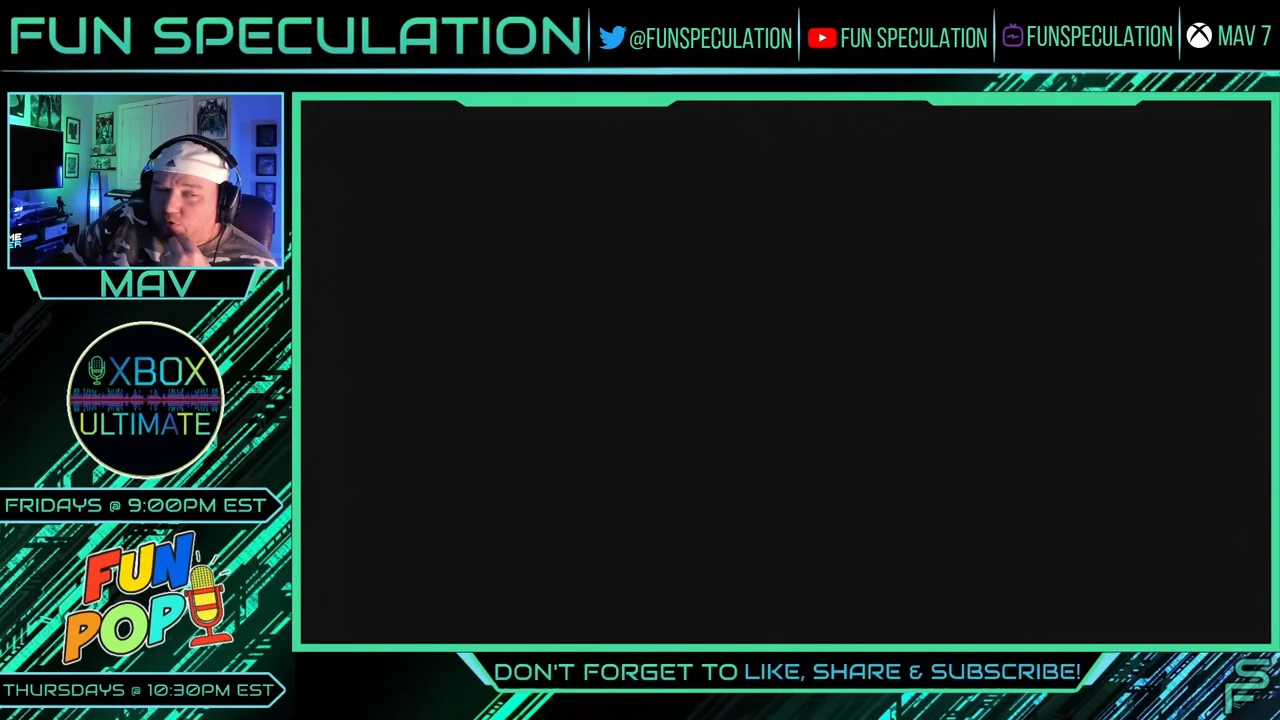 FUN SPECULATION
@FUNSPECULATION
FUN SPECULATION
FUNSPECULATION
MAV 7
MAV
XBOX
ULTIMATE
FRIDAYS @ 9:00PM EST
FUN
POP
THURSDAYS @ 10:30PM EST
DON'T FORGET TO LIKE, SHARE & SUBSCRIBE!